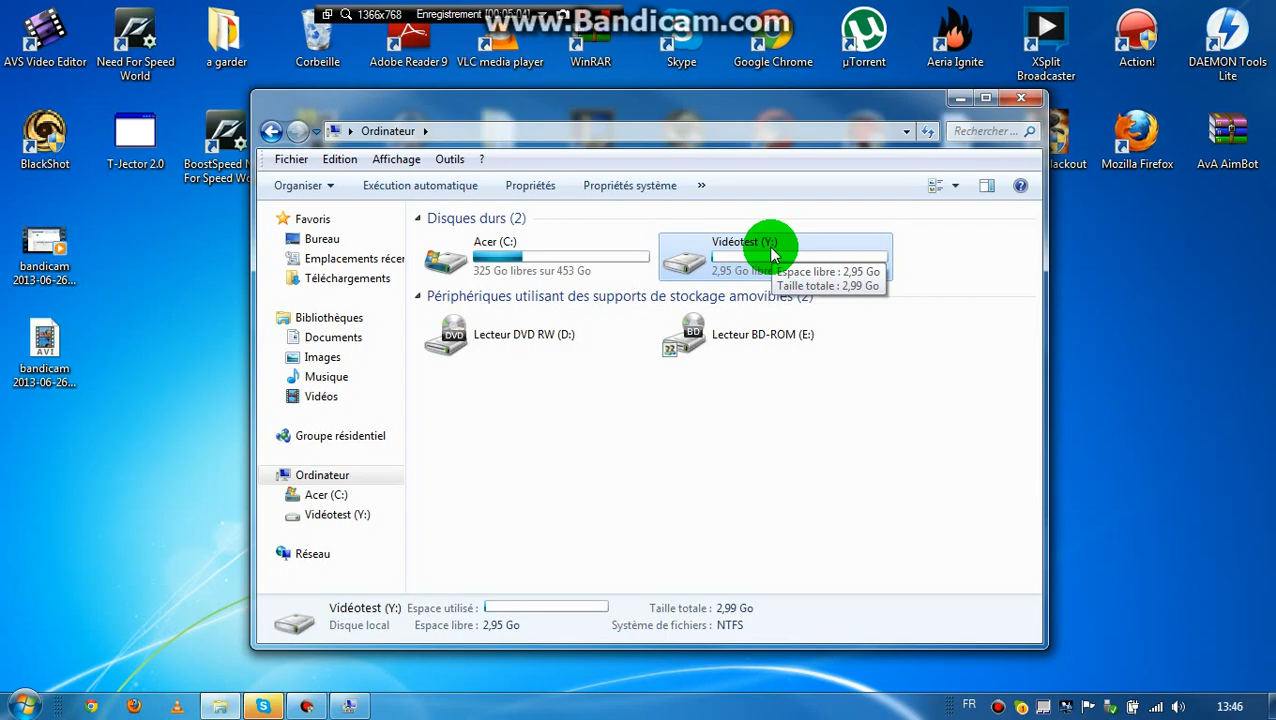 1366x768 Enregistrement [00:05:04]
www.Bandicam.com
AVS Video Editor
Need For Speed World
a garder
Corbeille
Adobe Reader 9
VLC media player
WinRAR
Skype
Google Chrome
µTorrent
Aeria Ignite
XSplit Broadcaster
Action!
DAEMON Tools Lite
BlackShot
T-Jector 2.0
BoostSpeed N
For Speed Wo
Mozilla Firefox
AvA AimBot
bandicam 2013-06-26...
bandicam 2013-06-26...
Ordinateur
Rechercher ...
Fichier Edition Affichage Outils ?
Organiser Exécution automatique Propriétés Propriétés système »
Favoris
Bureau
Emplacements récer
Téléchargements
Bibliothèques
Documents
Images
Musique
Vidéos
Groupe résidentiel
Ordinateur
Acer (C:)
Vidéotest (Y:)
Réseau
Disques durs (2)
Acer (C:)
325 Go libres sur 453 Go
Vidéotest (Y:)
2,95 Go libre
Espace libre : 2,95 Go
Taille totale : 2,99 Go
Périphériques utilisant des supports de stockage amovibles (2)
DVD
Lecteur DVD RW (D:)
BD
Lecteur BD-ROM (E:)
Vidéotest (Y:) Espace utilisé : Taille totale : 2,99 Go
Disque local Espace libre : 2,95 Go Système de fichiers : NTFS
FR
13:46